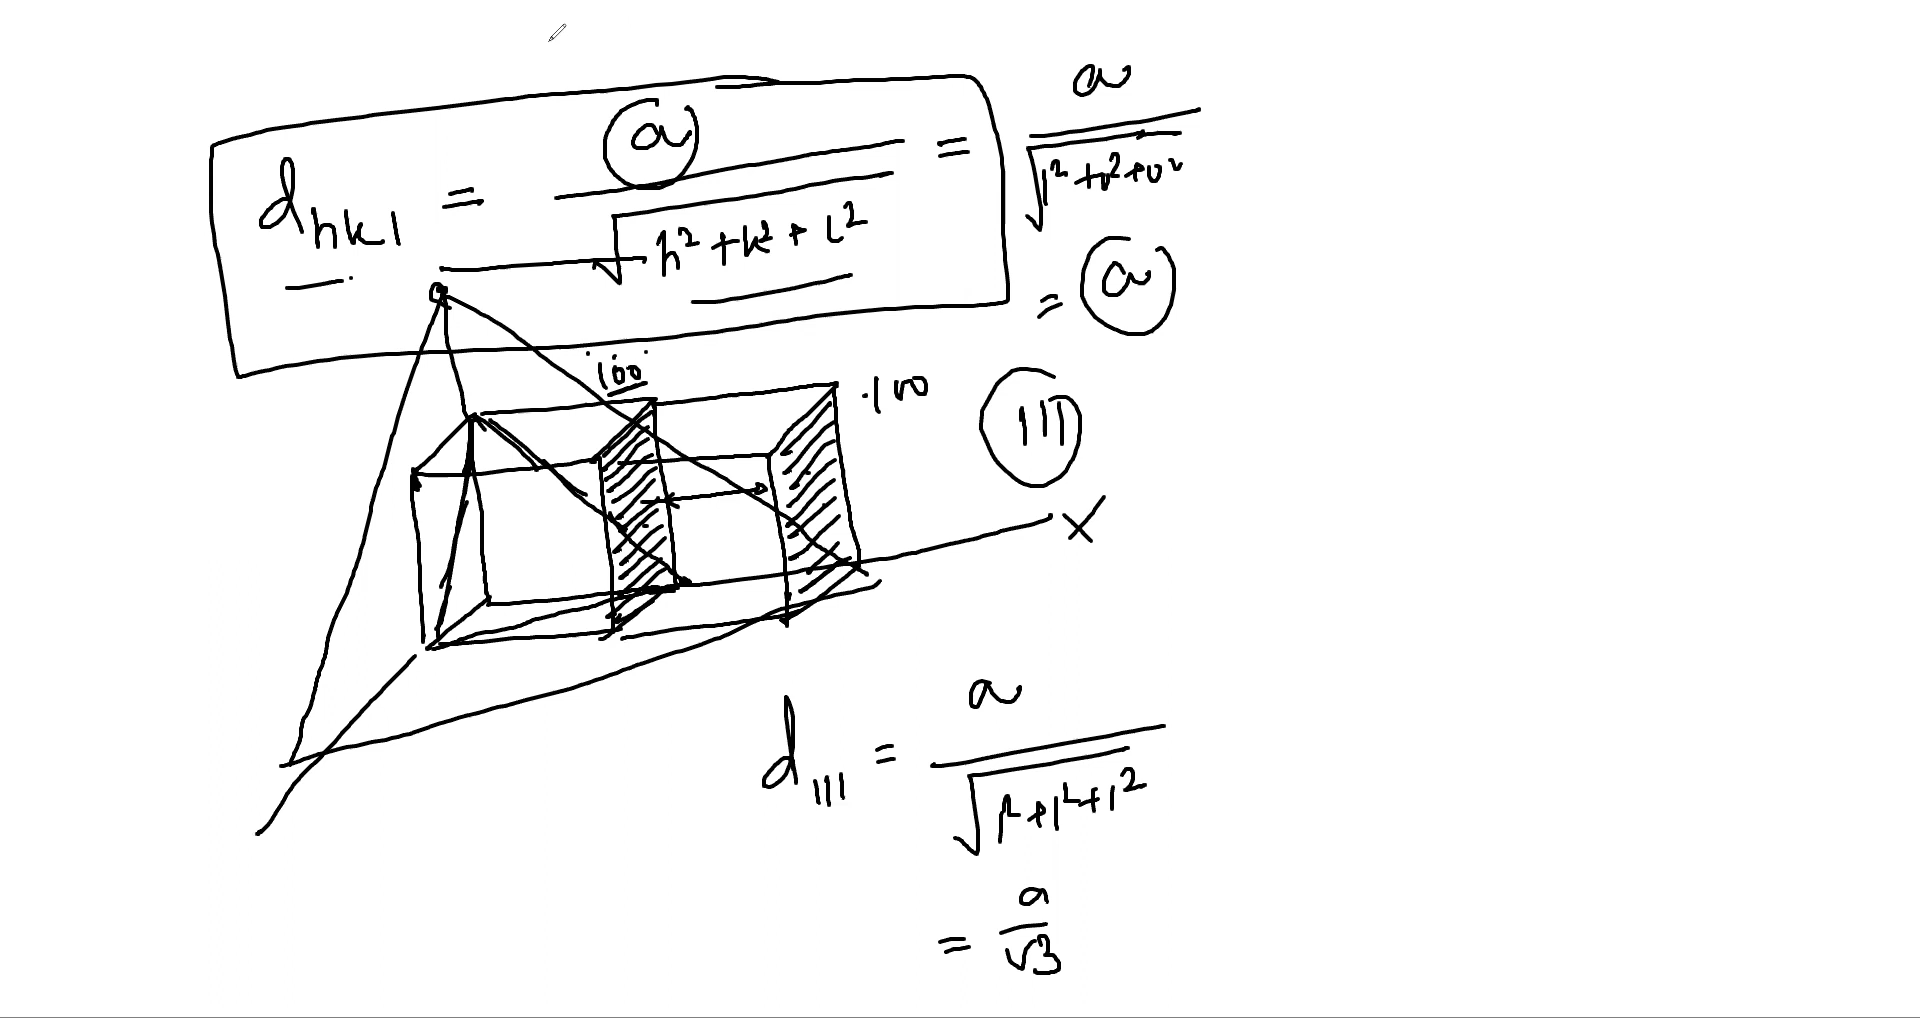 d_hkl = a / √(h² + k² + l²) = a / √(1² + 0² + 0²)
= a
100
100
111
X
d_111 = a / √(1² + 1² + 1²)
= a / √3